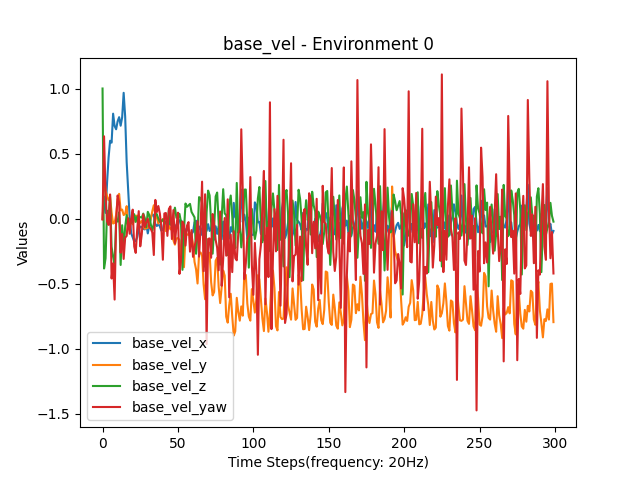 base_vel - Environment 0
1.0
0.5
0.0
−0.5
−1.0
−1.5
Values
base_vel_x
base_vel_y
base_vel_z
base_vel_yaw
0 50 100 150 200 250 300
Time Steps(frequency: 20Hz)